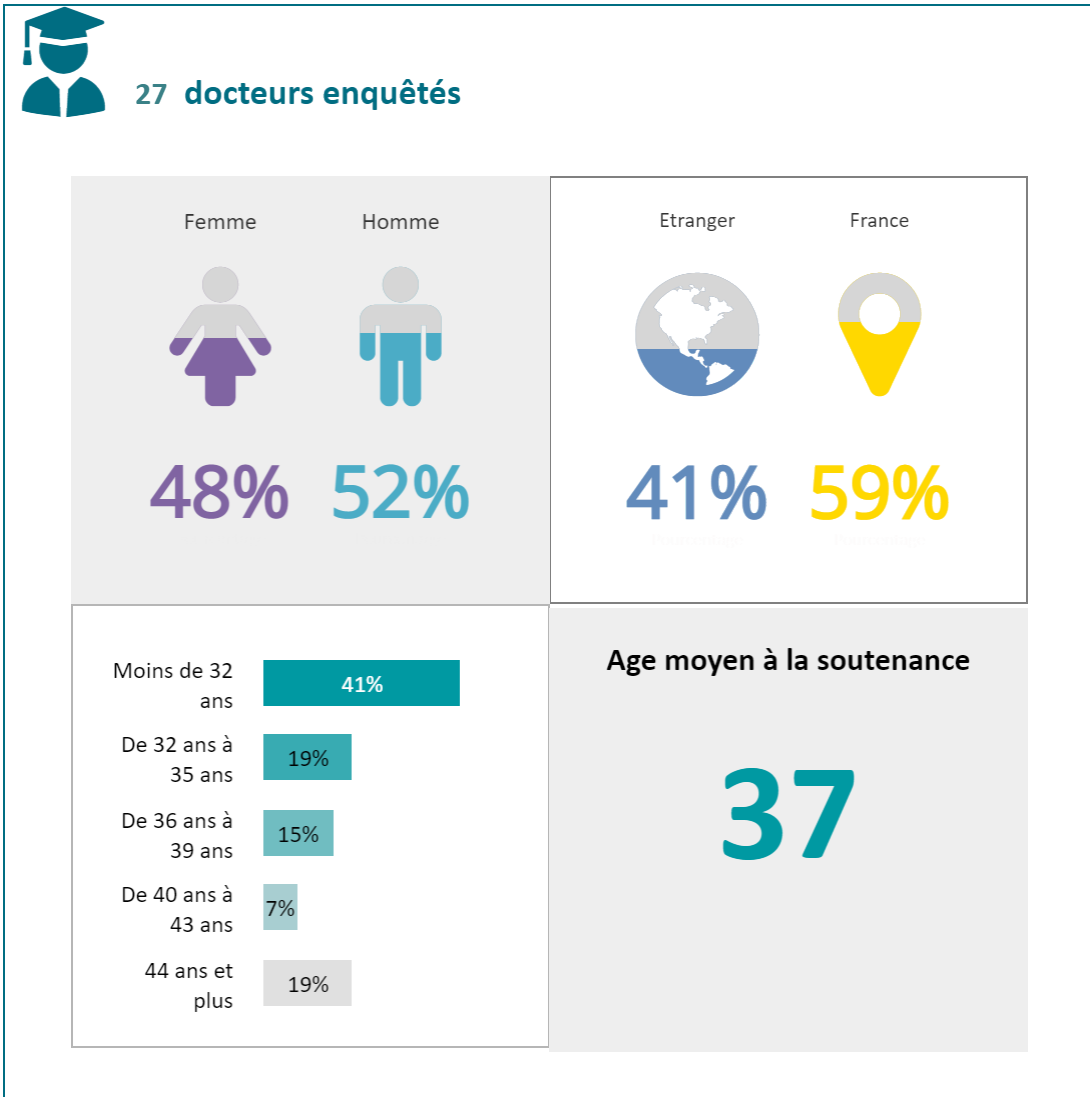 27 docteurs enquêtés
Femme Homme
48% 52%
Etranger France
41% 59%
Moins de 32
ans
41%
De 32 ans à
35 ans
19%
De 36 ans à
39 ans
15%
De 40 ans à
43 ans
7%
44 ans et
plus
19%
Age moyen à la soutenance
37